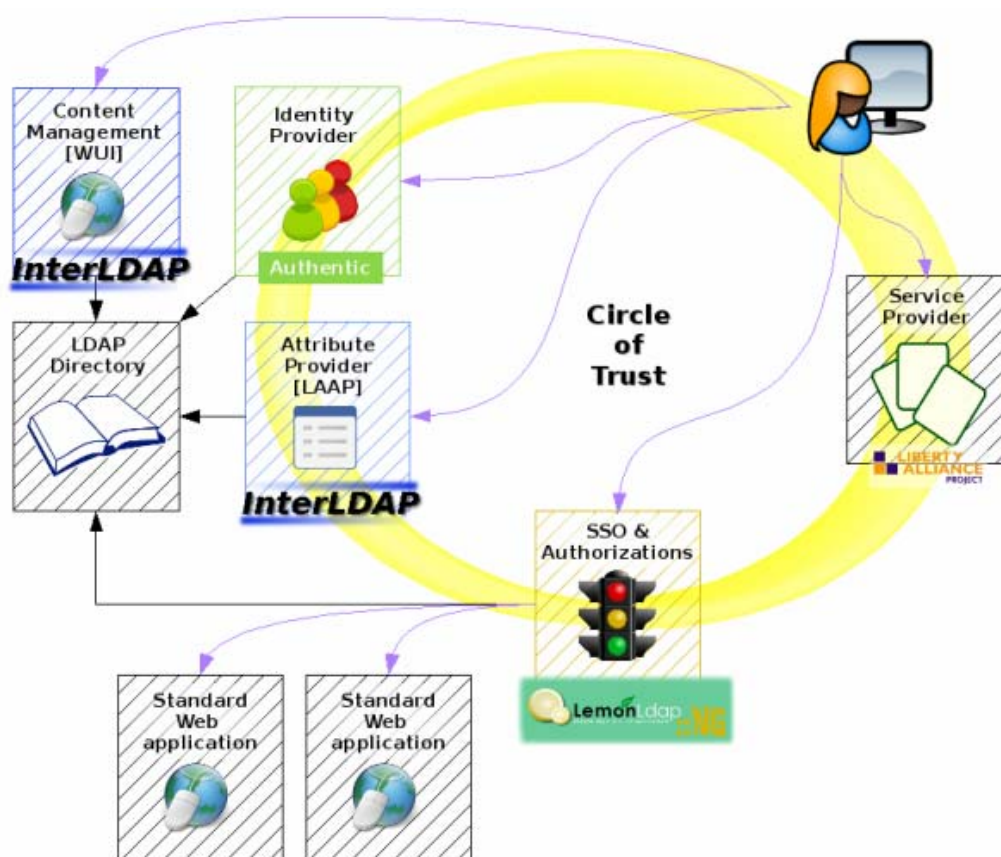 Content
Management
[WUI]
InterLDAP
Identity
Provider
Authentic
LDAP
Directory
Attribute
Provider
[LAAP]
InterLDAP
Circle
of
Trust
Service
Provider
LIBERTY
ALLIANCE
PROJECT
SSO &
Authorizations
LemonLdap
::NG
Standard
Web
application
Standard
Web
application